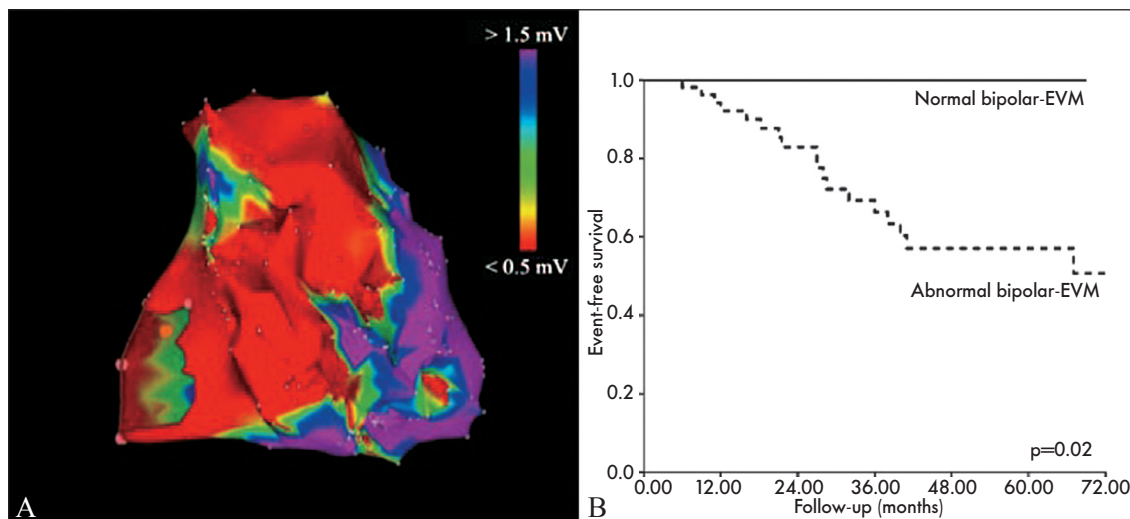 > 1.5 mV
< 0.5 mV
A
Event-free survival
1.0
0.8
0.6
0.4
0.2
0.0
Normal bipolar-EVM
Abnormal bipolar-EVM
p=0.02
0.00 12.00 24.00 36.00 48.00 60.00 72.00
Follow-up (months)
B